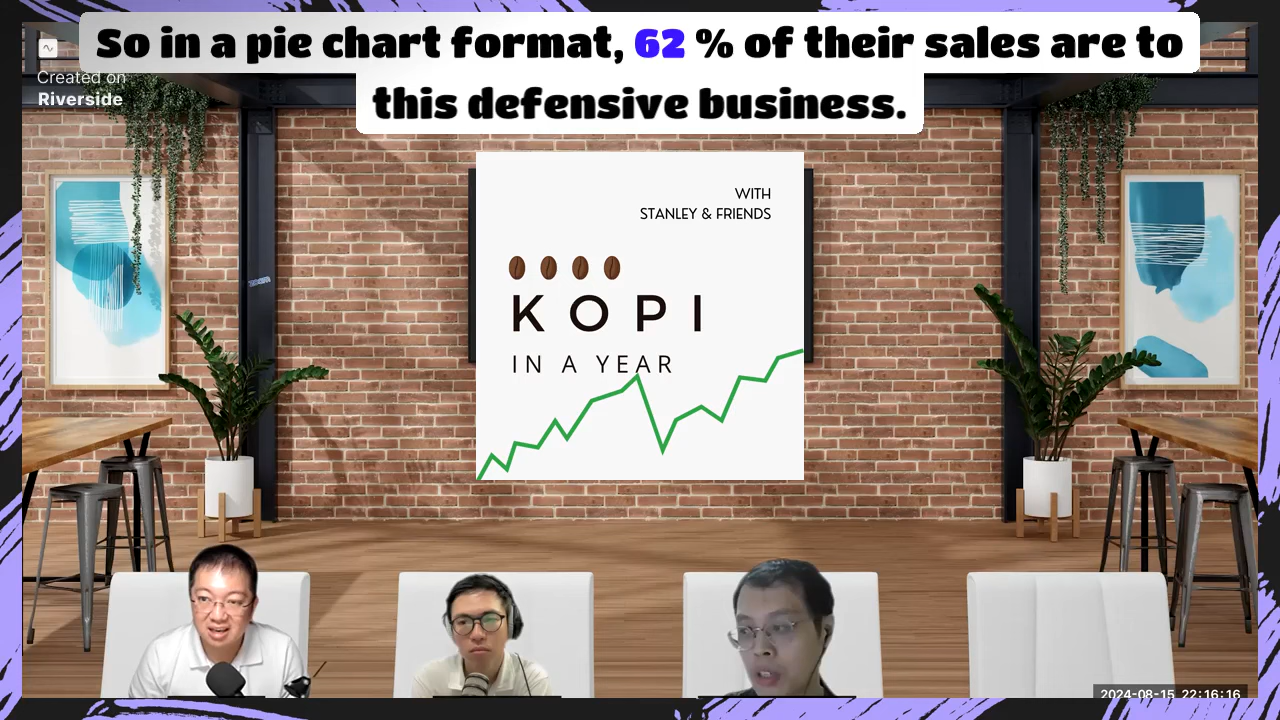 So in a pie chart format, 62 % of their sales are to
this defensive business.
Created on
Riverside
WITH
STANLEY & FRIENDS
KOPI
IN A YEAR
2024-08-15 22:16:16